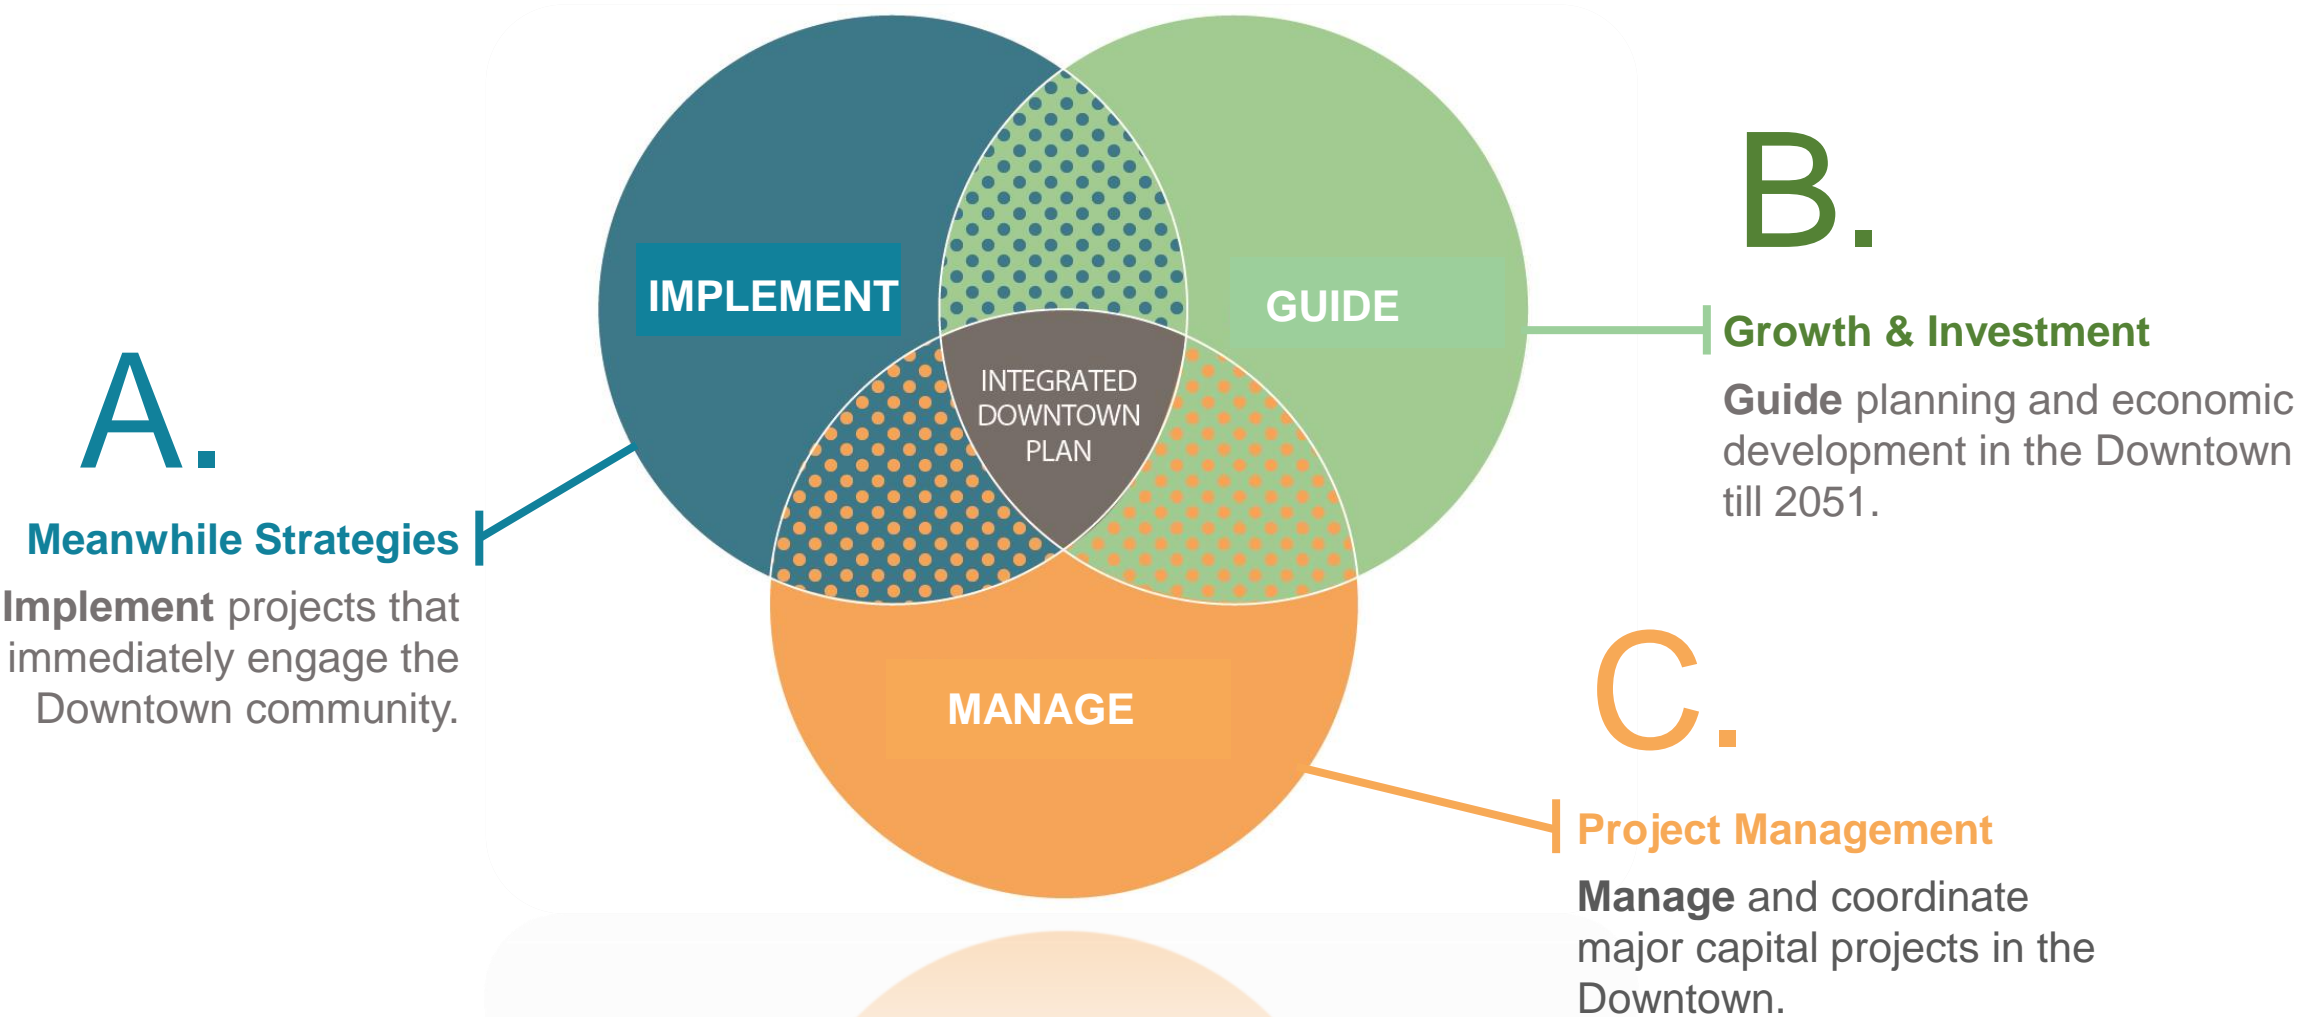 A.
Meanwhile Strategies
Implement projects that
immediately engage the
Downtown community.
IMPLEMENT
GUIDE
INTEGRATED
DOWNTOWN
PLAN
MANAGE
B.
Growth & Investment
Guide planning and economic
development in the Downtown
till 2051.
C.
Project Management
Manage and coordinate
major capital projects in the
Downtown.